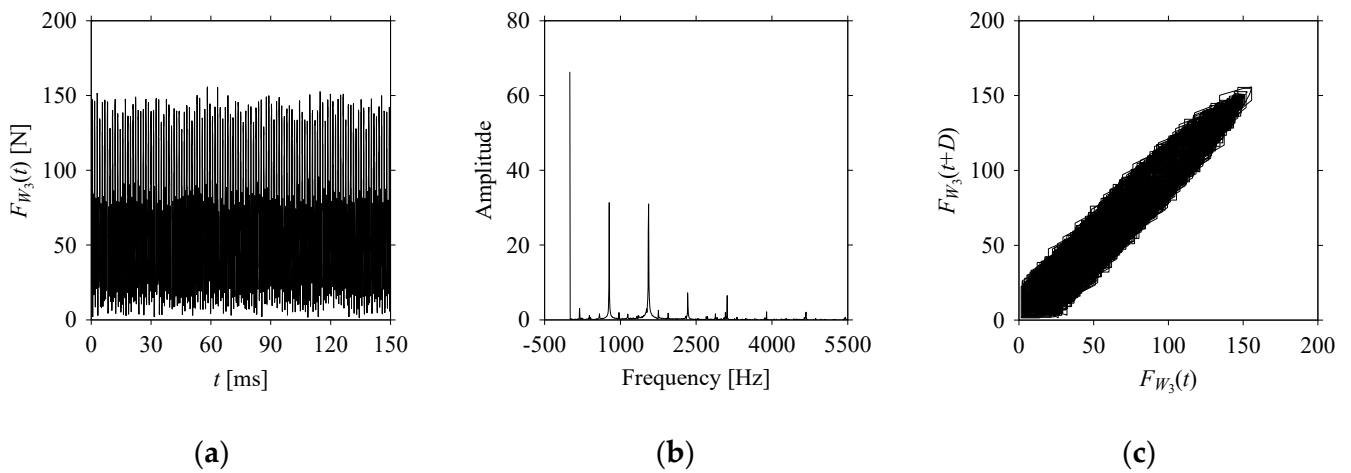 200
150
100
50
0
F_{W_3}(t) [N]
0 30 60 90 120 150
t [ms]
(a)
80
60
40
20
0
Amplitude
-500 1000 2500 4000 5500
Frequency [Hz]
(b)
200
150
100
50
0
F_{W_3}(t+D)
0 50 100 150 200
F_{W_3}(t)
(c)